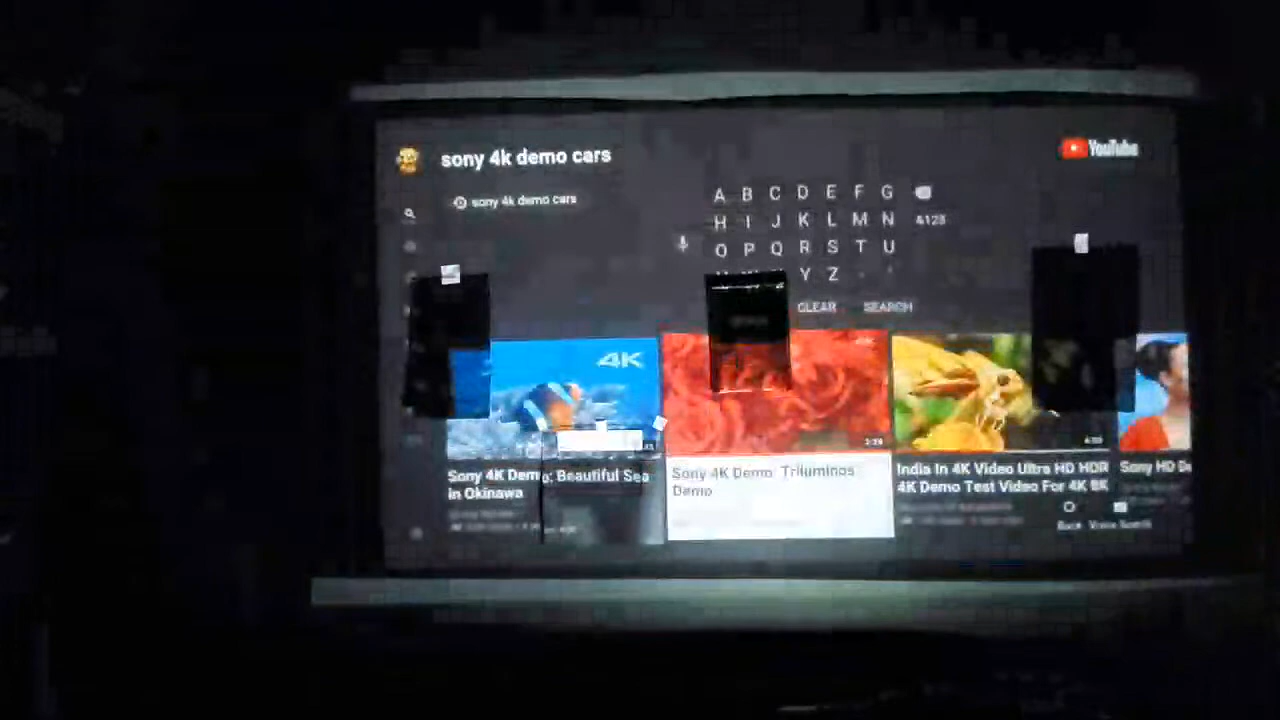 sony 4k demo cars
YouTube
sony 4k demo cars
A B C D E F G
H I J K L M N
&123
O P Q R S T U
Y Z
CLEAR SEARCH
4K
Sony 4K Demo: Beautiful Sea
in Okinawa
Sony 4K Demo: Triluminos
Demo
India In 4K Video Ultra HD HDR
4K Demo Test Video For 4K 8K
Sony HD De
Back Voice Search